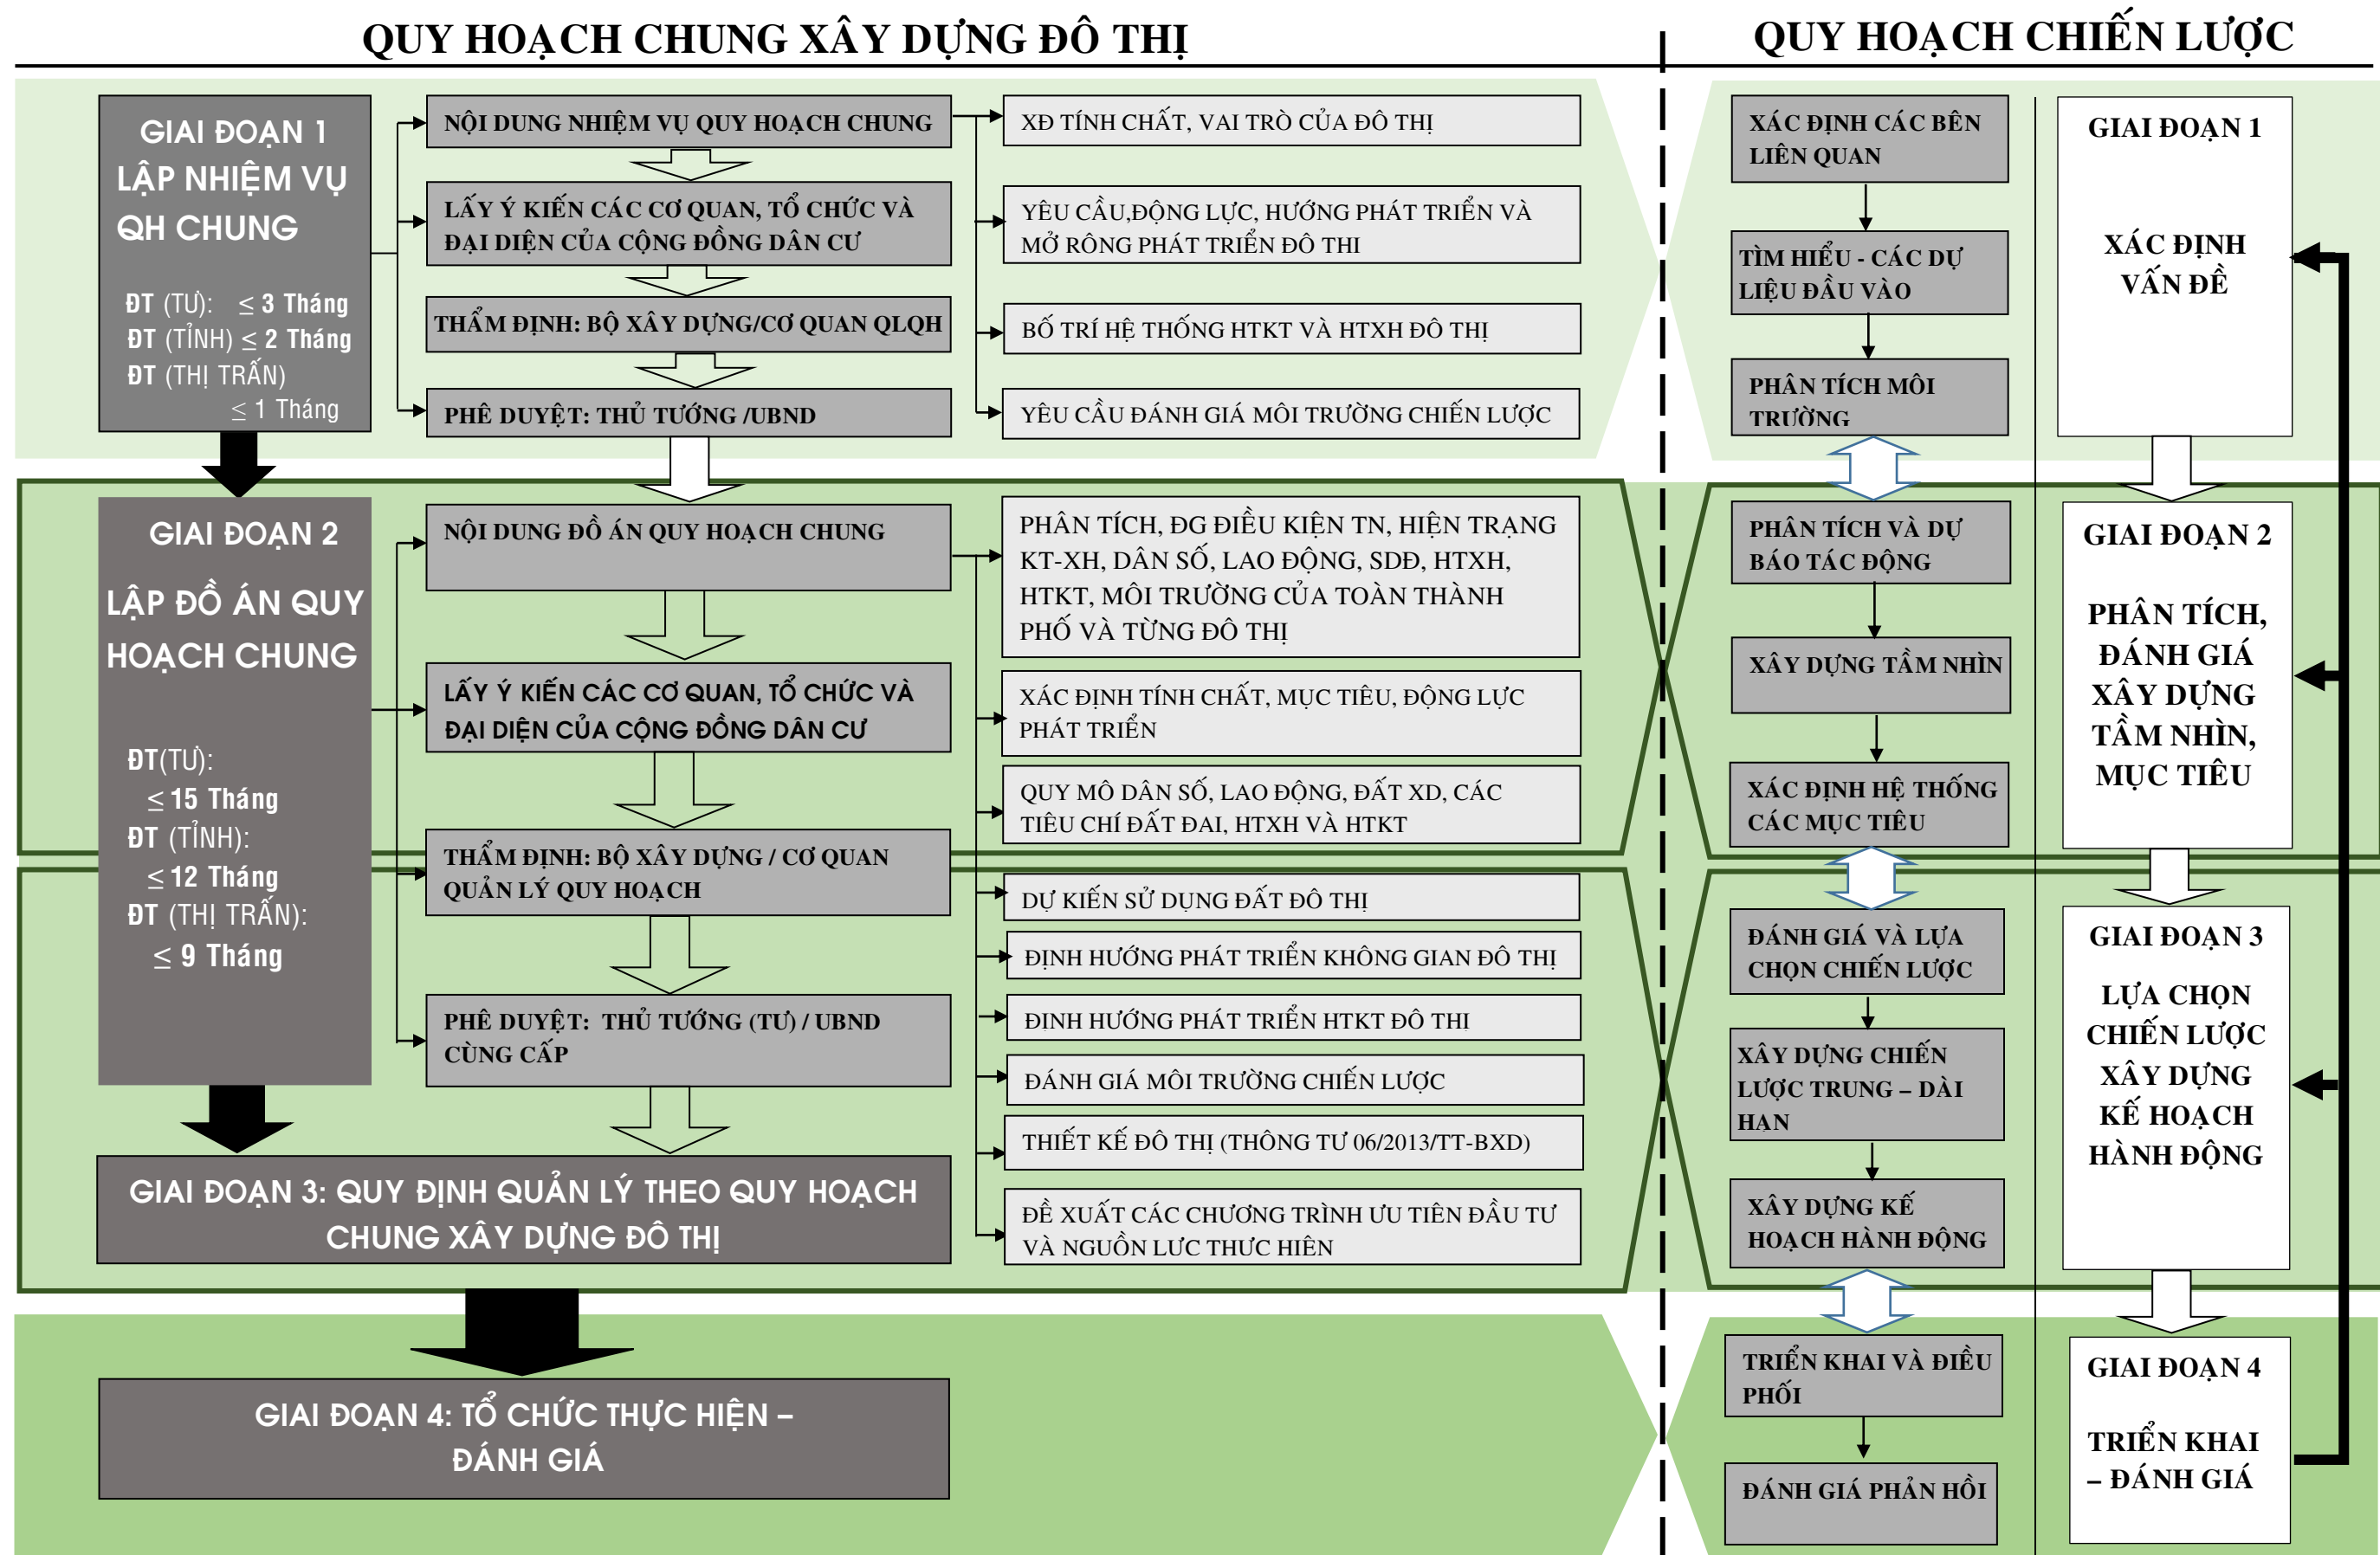 QUY HOẠCH CHUNG XÂY DỰNG ĐÔ THỊ
QUY HOẠCH CHIẾN LƯỢC
GIAI ĐOẠN 1
LẬP NHIỆM VỤ
QH CHUNG
ĐT (TƯ): ≤ 3 Tháng
ĐT (TỈNH) ≤ 2 Tháng
ĐT (THỊ TRẤN)
≤ 1 Tháng
NỘI DUNG NHIỆM VỤ QUY HOẠCH CHUNG
LẤY Ý KIẾN CÁC CƠ QUAN, TỔ CHỨC VÀ
ĐẠI DIỆN CỦA CỘNG ĐỒNG DÂN CƯ
THẨM ĐỊNH: BỘ XÂY DỰNG/CƠ QUAN QLQH
PHÊ DUYỆT: THỦ TƯỚNG /UBND
XĐ TÍNH CHẤT, VAI TRÒ CỦA ĐÔ THỊ
YÊU CẦU,ĐỘNG LỰC, HƯỚNG PHÁT TRIỂN VÀ
MỞ RỘNG PHÁT TRIỂN ĐÔ THỊ
BỐ TRÍ HỆ THỐNG HTKT VÀ HTXH ĐÔ THỊ
YÊU CẦU ĐÁNH GIÁ MÔI TRƯỜNG CHIẾN LƯỢC
XÁC ĐỊNH CÁC BÊN
LIÊN QUAN
TÌM HIỂU - CÁC DỰ
LIỆU ĐẦU VÀO
PHÂN TÍCH MÔI
TRƯỜNG
GIAI ĐOẠN 1
XÁC ĐỊNH
VẤN ĐỀ
GIAI ĐOẠN 2
LẬP ĐỒ ÁN QUY
HOẠCH CHUNG
ĐT(TƯ):
≤ 15 Tháng
ĐT (TỈNH):
≤ 12 Tháng
ĐT (THỊ TRẤN):
≤ 9 Tháng
NỘI DUNG ĐỒ ÁN QUY HOẠCH CHUNG
LẤY Ý KIẾN CÁC CƠ QUAN, TỔ CHỨC VÀ
ĐẠI DIỆN CỦA CỘNG ĐỒNG DÂN CƯ
THẨM ĐỊNH: BỘ XÂY DỰNG / CƠ QUAN
QUẢN LÝ QUY HOẠCH
PHÊ DUYỆT: THỦ TƯỚNG (TƯ) / UBND
CÙNG CẤP
PHÂN TÍCH, ĐG ĐIỀU KIỆN TN, HIỆN TRẠNG
KT-XH, DÂN SỐ, LAO ĐỘNG, SDĐ, HTXH,
HTKT, MÔI TRƯỜNG CỦA TOÀN THÀNH
PHỐ VÀ TỪNG ĐÔ THỊ
XÁC ĐỊNH TÍNH CHẤT, MỤC TIÊU, ĐỘNG LỰC
PHÁT TRIỂN
QUY MÔ DÂN SỐ, LAO ĐỘNG, ĐẤT XD, CÁC
TIÊU CHÍ ĐẤT ĐAI, HTXH VÀ HTKT
DỰ KIẾN SỬ DỤNG ĐẤT ĐÔ THỊ
ĐỊNH HƯỚNG PHÁT TRIỂN KHÔNG GIAN ĐÔ THỊ
ĐỊNH HƯỚNG PHÁT TRIỂN HTKT ĐÔ THỊ
ĐÁNH GIÁ MÔI TRƯỜNG CHIẾN LƯỢC
THIẾT KẾ ĐÔ THỊ (THÔNG TƯ 06/2013/TT-BXD)
ĐỀ XUẤT CÁC CHƯƠNG TRÌNH ƯU TIÊN ĐẦU TƯ
VÀ NGUỒN LỰC THỰC HIỆN
PHÂN TÍCH VÀ DỰ
BÁO TÁC ĐỘNG
XÂY DỰNG TẦM NHÌN
XÁC ĐỊNH HỆ THỐNG
CÁC MỤC TIÊU
GIAI ĐOẠN 2
PHÂN TÍCH,
ĐÁNH GIÁ
XÂY DỰNG
TẦM NHÌN,
MỤC TIÊU
ĐÁNH GIÁ VÀ LỰA
CHỌN CHIẾN LƯỢC
XÂY DỰNG CHIẾN
LƯỢC TRUNG – DÀI
HẠN
XÂY DỰNG KẾ
HOẠCH HÀNH ĐỘNG
GIAI ĐOẠN 3
LỰA CHỌN
CHIẾN LƯỢC
XÂY DỰNG
KẾ HOẠCH
HÀNH ĐỘNG
GIAI ĐOẠN 3: QUY ĐỊNH QUẢN LÝ THEO QUY HOẠCH
CHUNG XÂY DỰNG ĐÔ THỊ
GIAI ĐOẠN 4: TỔ CHỨC THỰC HIỆN –
ĐÁNH GIÁ
TRIỂN KHAI VÀ ĐIỀU
PHỐI
ĐÁNH GIÁ PHẢN HỒI
GIAI ĐOẠN 4
TRIỂN KHAI
– ĐÁNH GIÁ